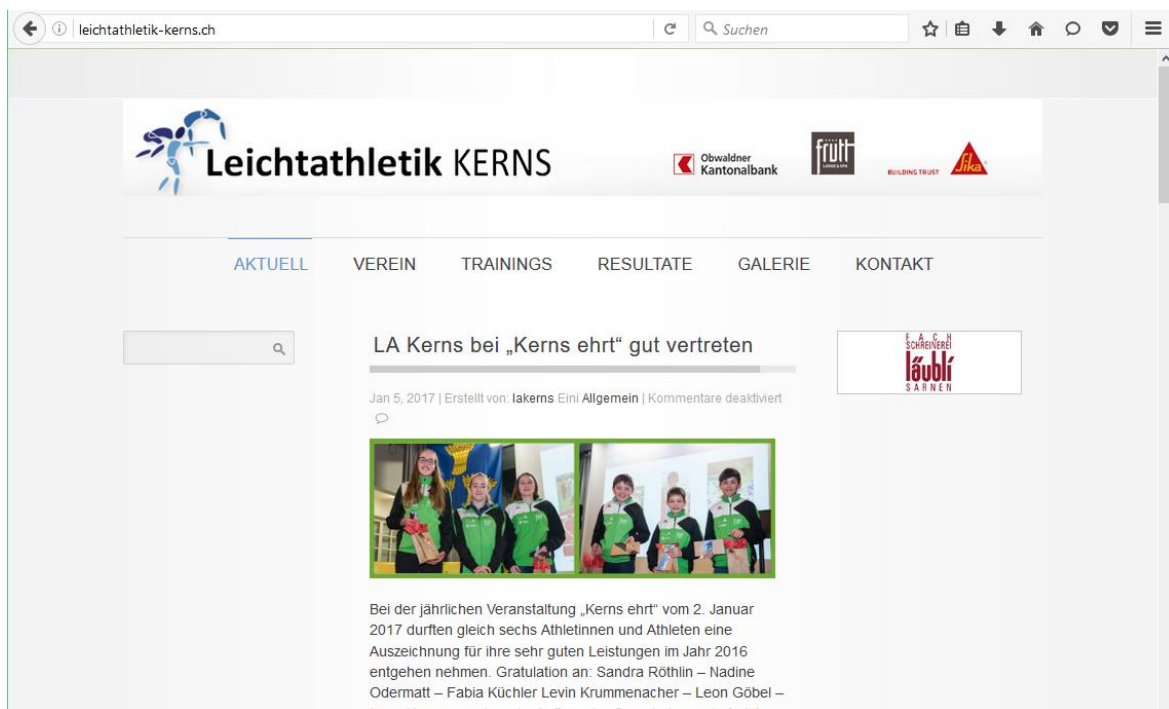 leichtathletik-kerns.ch
Suchen
Leichtathletik KERNS
Obwaldner
Kantonalbank
frutt
LODGE & SPA
BUILDING TRUST
Sika
AKTUELL VEREIN TRAININGS RESULTATE GALERIE KONTAKT
LA Kerns bei „Kerns ehrt“ gut vertreten
Jan 5, 2017 | Erstellt von: lakerns Eini Allgemein | Kommentare deaktiviert
FACH
SCHREINEREI
läubli
SARNEN
Bei der jährlichen Veranstaltung „Kerns ehrt“ vom 2. Januar
2017 durften gleich sechs Athletinnen und Athleten eine
Auszeichnung für ihre sehr guten Leistungen im Jahr 2016
entgehen nehmen. Gratulation an: Sandra Röthlin – Nadine
Odermatt – Fabia Küchler Levin Krummenacher – Leon Göbel –